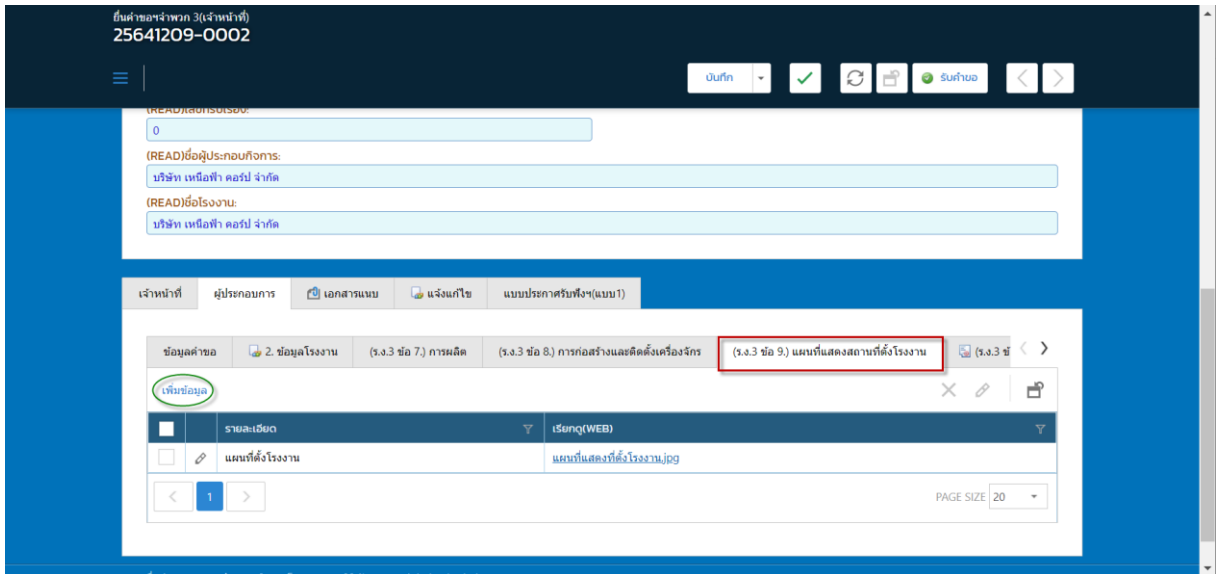 ยื่นคำขอฯจำพวก 3(เจ้าหน้าที่)
25641209-0002
บันทึก
รับคำขอ
0
(READ)ชื่อผู้ประกอบกิจการ:
บริษัท เหนือฟ้า คอร์ป จำกัด
(READ)ชื่อโรงงาน:
บริษัท เหนือฟ้า คอร์ป จำกัด
เจ้าหน้าที่ ผู้ประกอบการ เอกสารแนบ แจ้งแก้ไข แบบประกาศรับฟังฯ(แบบ1)
ข้อมูลคำขอ 2. ข้อมูลโรงงาน (ร.ง.3 ข้อ 7.) การผลิต (ร.ง.3 ข้อ 8.) การก่อสร้างและติดตั้งเครื่องจักร (ร.ง.3 ข้อ 9.) แผนที่แสดงสถานที่ตั้งโรงงาน (ร.ง.3 ข้
เพิ่มข้อมูล
รายละเอียด เรียกดู(WEB)
แผนที่ตั้งโรงงาน แผนที่แสดงที่ตั้งโรงงาน.jpg
1 PAGE SIZE 20